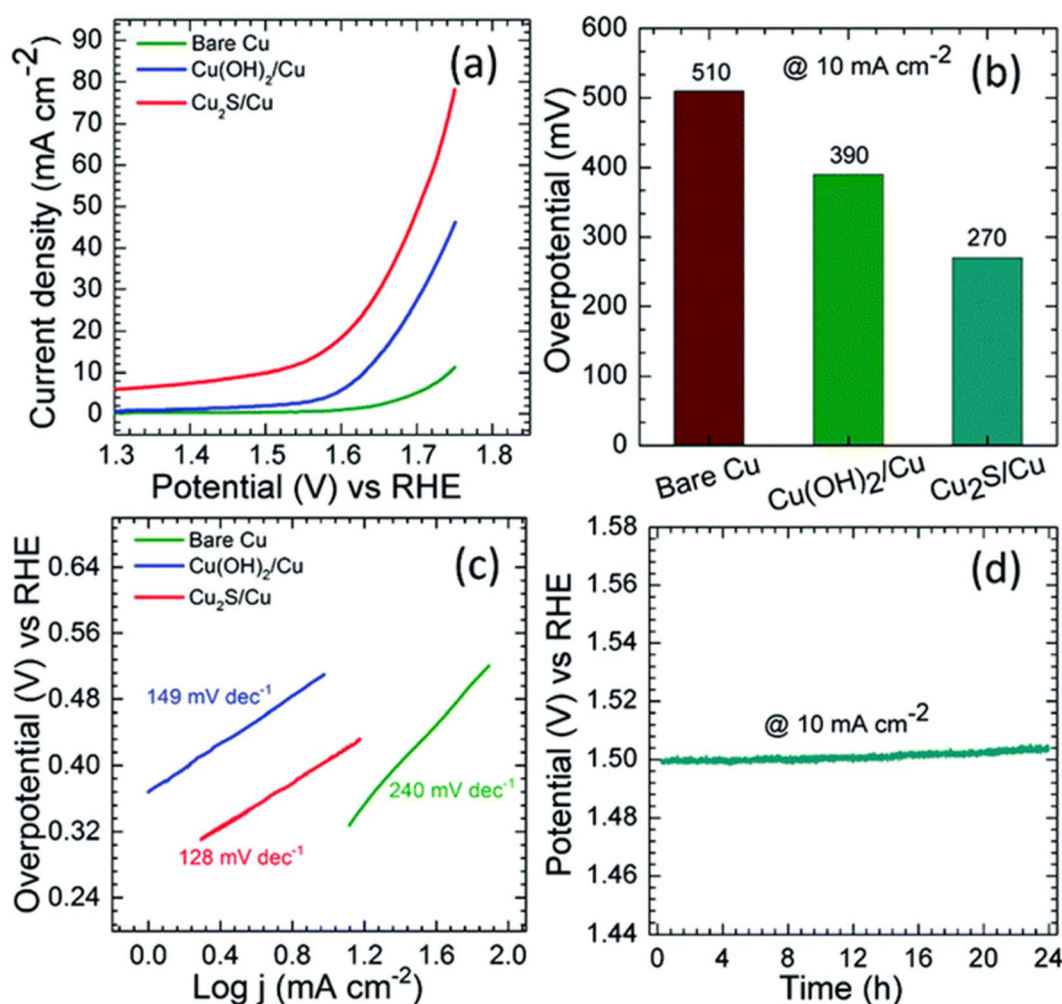 (a)
Bare Cu
Cu(OH)₂/Cu
Cu₂S/Cu
Current density (mA cm⁻²)
90
80
70
60
50
40
30
20
10
0
1.3 1.4 1.5 1.6 1.7 1.8
Potential (V) vs RHE
(b)
@ 10 mA cm⁻²
Overpotential (mV)
600
500
400
300
200
100
0
510
390
270
Bare Cu
Cu(OH)₂/Cu
Cu₂S/Cu
(c)
Bare Cu
Cu(OH)₂/Cu
Cu₂S/Cu
Overpotential (V) vs RHE
0.64
0.56
0.48
0.40
0.32
0.24
149 mV dec⁻¹
128 mV dec⁻¹
240 mV dec⁻¹
0.0 0.4 0.8 1.2 1.6 2.0
Log j (mA cm⁻²)
(d)
Potential (V) vs RHE
1.58
1.56
1.54
1.52
1.50
1.48
1.46
1.44
@ 10 mA cm⁻²
0 4 8 12 16 20 24
Time (h)